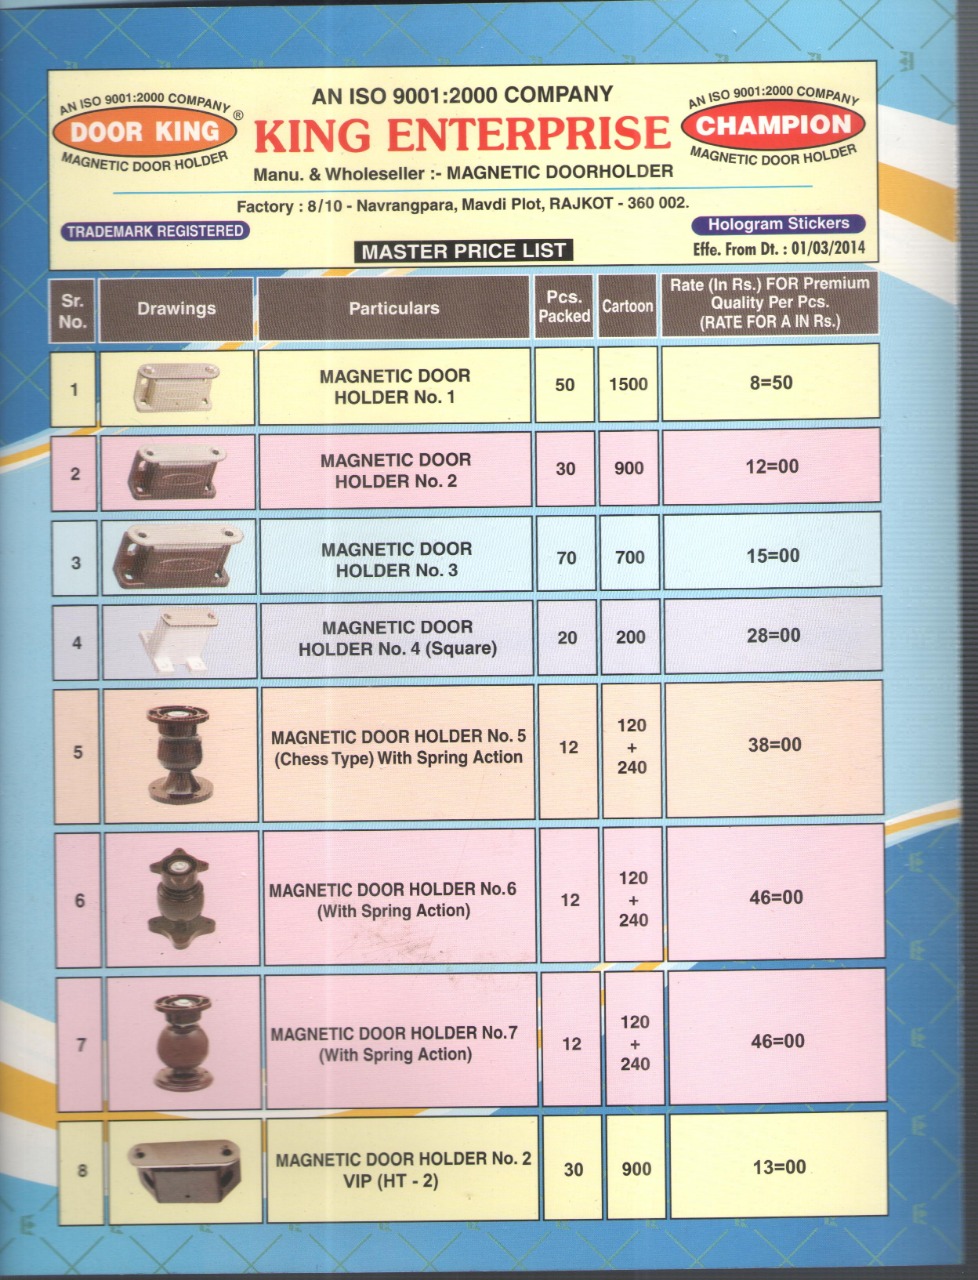 AN ISO 9001:2000 COMPANY
DOOR KING ®
MAGNETIC DOOR HOLDER
AN ISO 9001:2000 COMPANY
KING ENTERPRISE
Manu. & Wholeseller :- MAGNETIC DOORHOLDER
AN ISO 9001:2000 COMPANY
CHAMPION
MAGNETIC DOOR HOLDER
Factory : 8/10 - Navrangpara, Mavdi Plot, RAJKOT - 360 002.
TRADEMARK REGISTERED
Hologram Stickers
MASTER PRICE LIST
Effe. From Dt. : 01/03/2014
Sr. No.
Drawings
Particulars
Pcs. Packed
Cartoon
Rate (In Rs.) FOR Premium
Quality Per Pcs.
(RATE FOR A IN Rs.)
1
MAGNETIC DOOR
HOLDER No. 1
50
1500
8=50
2
MAGNETIC DOOR
HOLDER No. 2
30
900
12=00
3
MAGNETIC DOOR
HOLDER No. 3
70
700
15=00
4
MAGNETIC DOOR
HOLDER No. 4 (Square)
20
200
28=00
5
MAGNETIC DOOR HOLDER No. 5
(Chess Type) With Spring Action
12
120
+
240
38=00
6
MAGNETIC DOOR HOLDER No.6
(With Spring Action)
12
120
+
240
46=00
7
MAGNETIC DOOR HOLDER No.7
(With Spring Action)
12
120
+
240
46=00
8
MAGNETIC DOOR HOLDER No. 2
VIP (HT - 2)
30
900
13=00